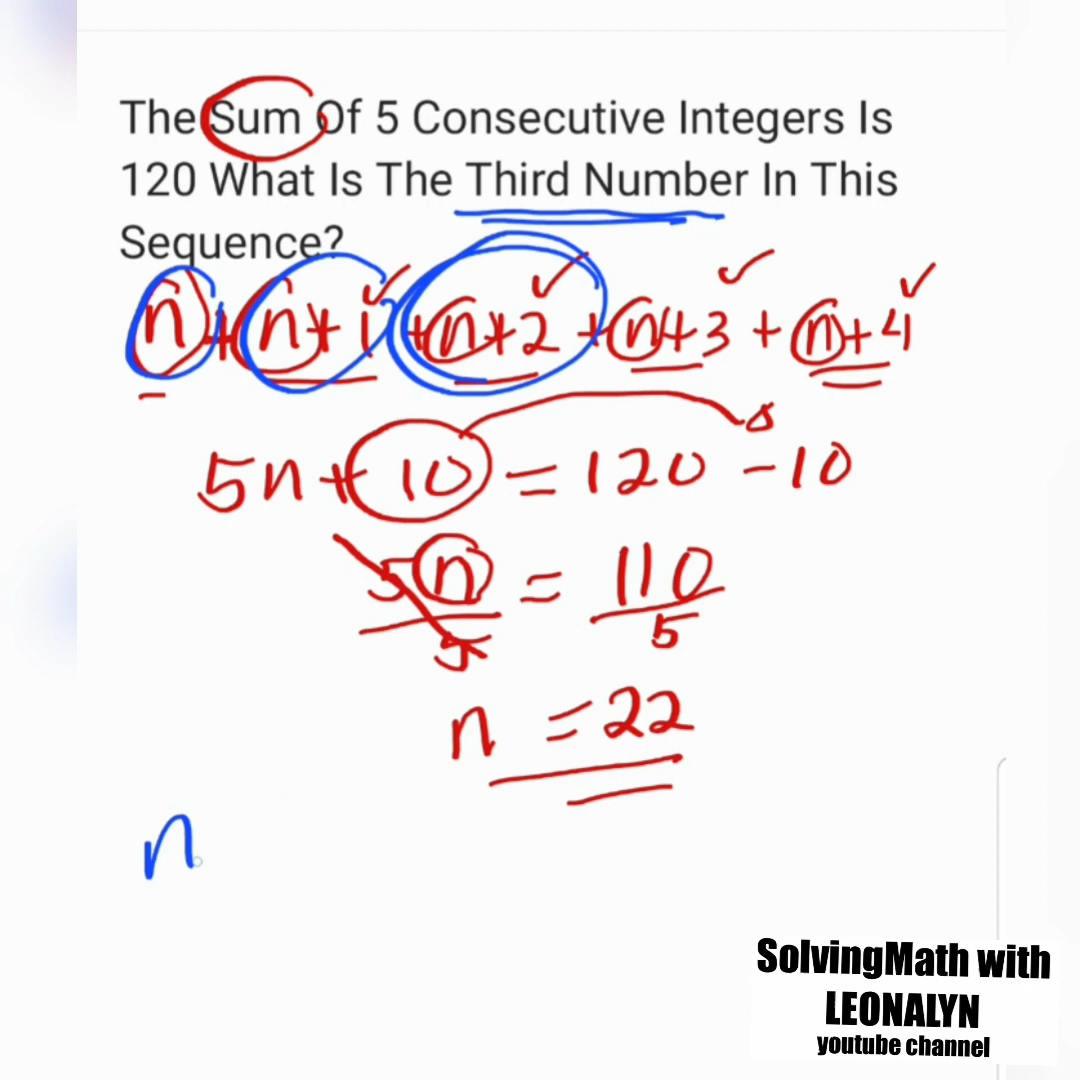 The Sum Of 5 Consecutive Integers Is
120 What Is The Third Number In This
Sequence?
n + n+1 + n+2 + n+3 + n+4
5n + 10 = 120 - 10
5n = 110
5 5
n = 22
n
SolvingMath with
LEONALYN
youtube channel